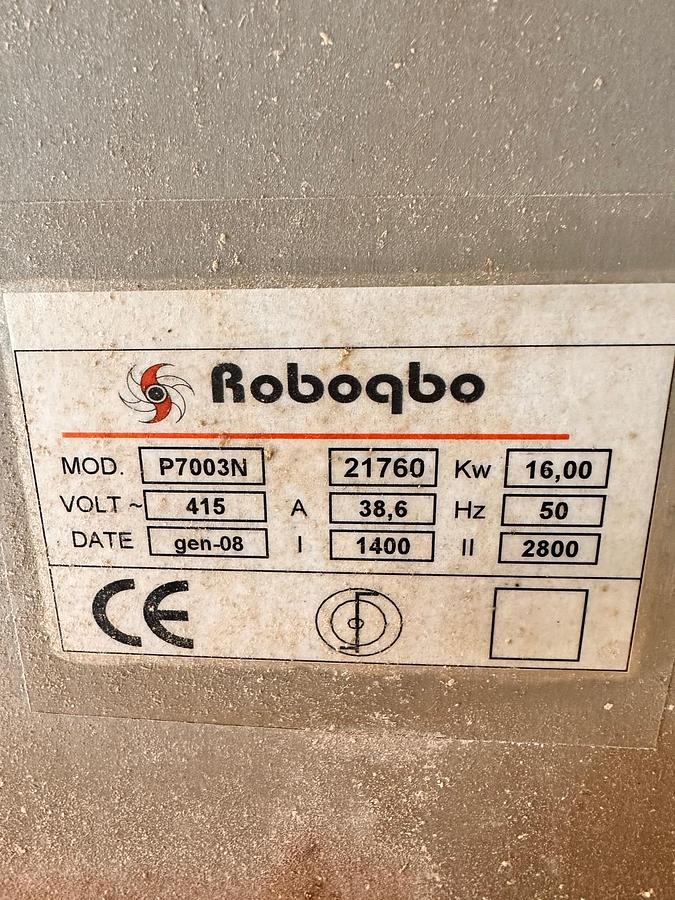 Roboqbo
MOD. P7003N 21760 Kw 16,00
VOLT ~ 415 A 38,6 Hz 50
DATE gen-08 I 1400 II 2800
CE